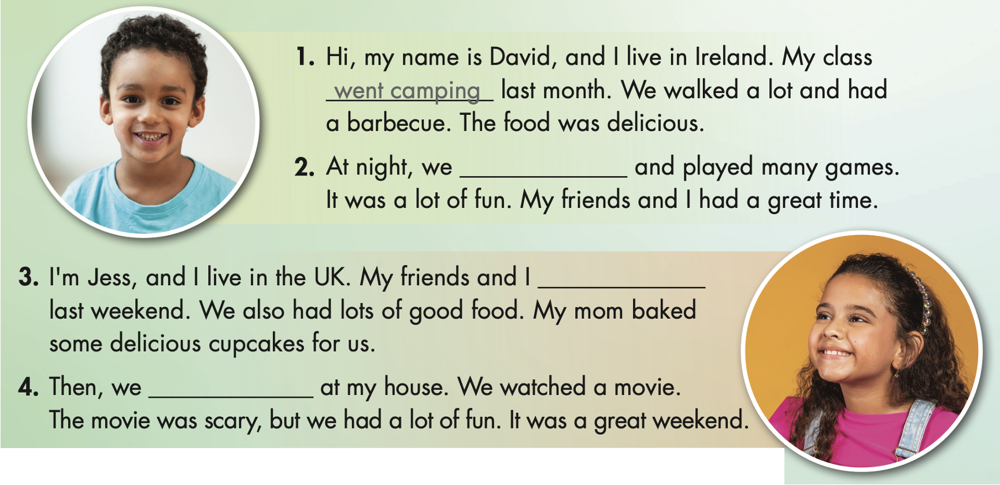 1. Hi, my name is David, and I live in Ireland. My class
went camping last month. We walked a lot and had
a barbecue. The food was delicious.
2. At night, we ______________ and played many games.
It was a lot of fun. My friends and I had a great time.
3. I'm Jess, and I live in the UK. My friends and I ______________
last weekend. We also had lots of good food. My mom baked
some delicious cupcakes for us.
4. Then, we ______________ at my house. We watched a movie.
The movie was scary, but we had a lot of fun. It was a great weekend.